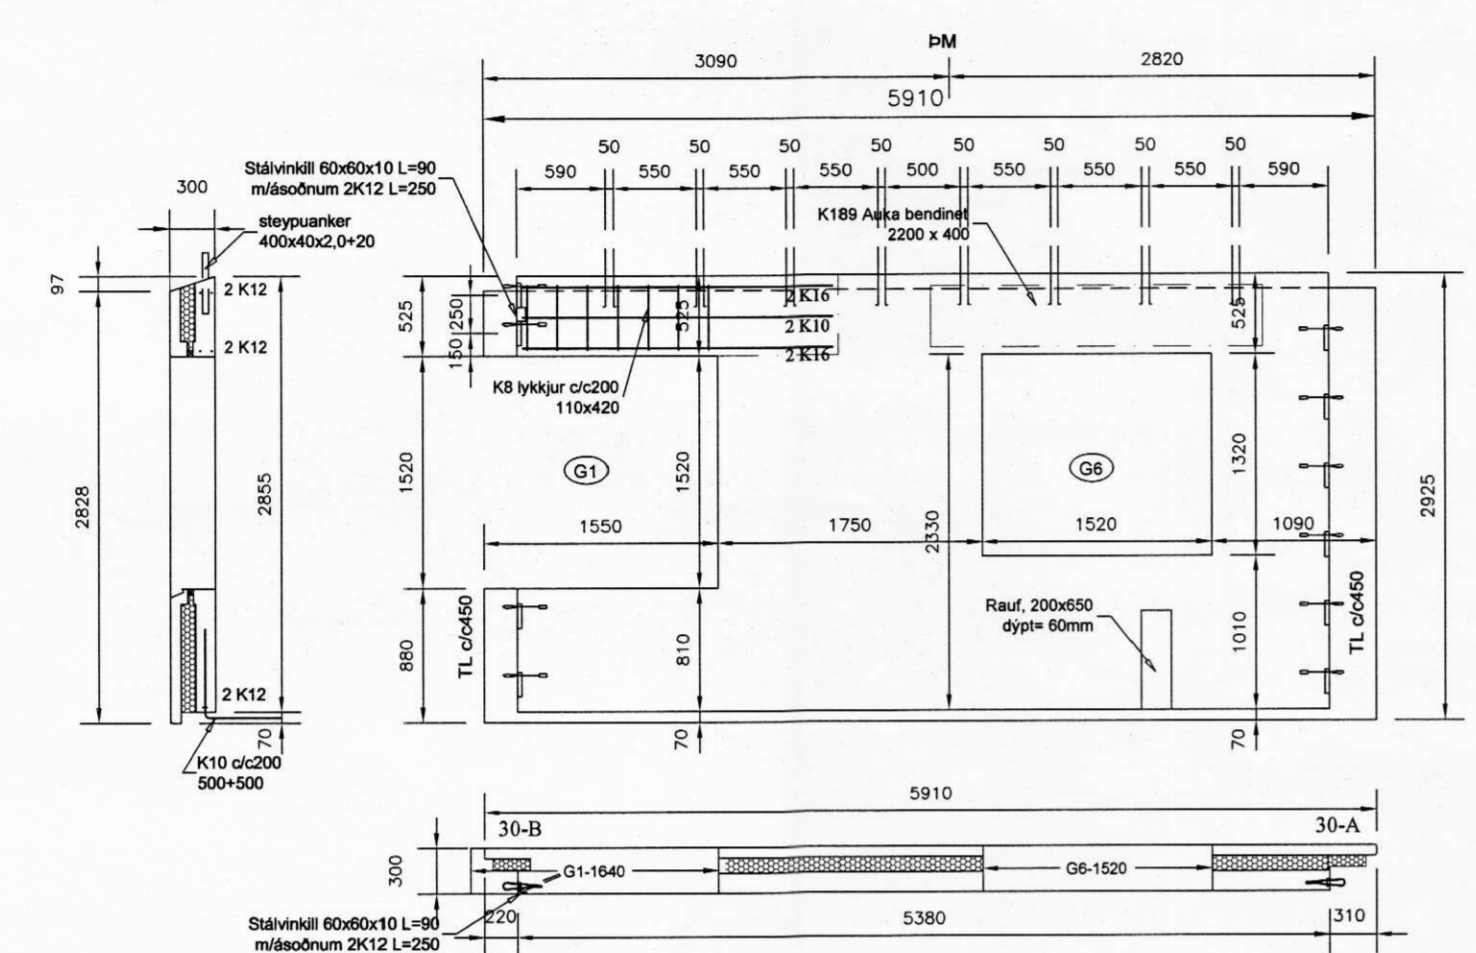 ÞM
3090
2820
5910
50 50 50 50 50 50 50 50
590 550 550 550 500 550 550 550 590
Stálvinkill 60x60x10 L=90
m/ásoðnum 2K12 L=250
300
steypuanker
400x40x2,0+20
K189 Auka bendinet
2200 x 400
97
2 K12
2 K12
525
250
150
525
2 K16
2 K10
2 K16
525
K8 lykkjur c/c200
110x420
2828
2855
1520
G1
1520
G6
1320
2925
1550
1750
2330
1520
1090
880
TL c/c450
810
Rauf, 200x650
dýpt= 60mm
1010
TL c/c450
2 K12
70
K10 c/c200
500+500
70
70
5910
30-B
30-A
300
G1-1640
G6-1520
Stálvinkill 60x60x10 L=90
m/ásoðnum 2K12 L=250
220
5380
310